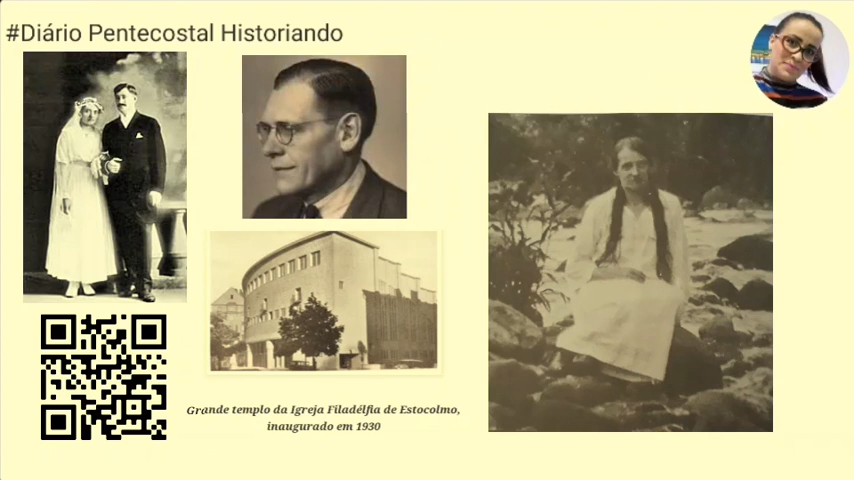 #Diário Pentecostal Historiando
Grande templo da Igreja Filadélfia de Estocolmo,
inaugurado em 1930